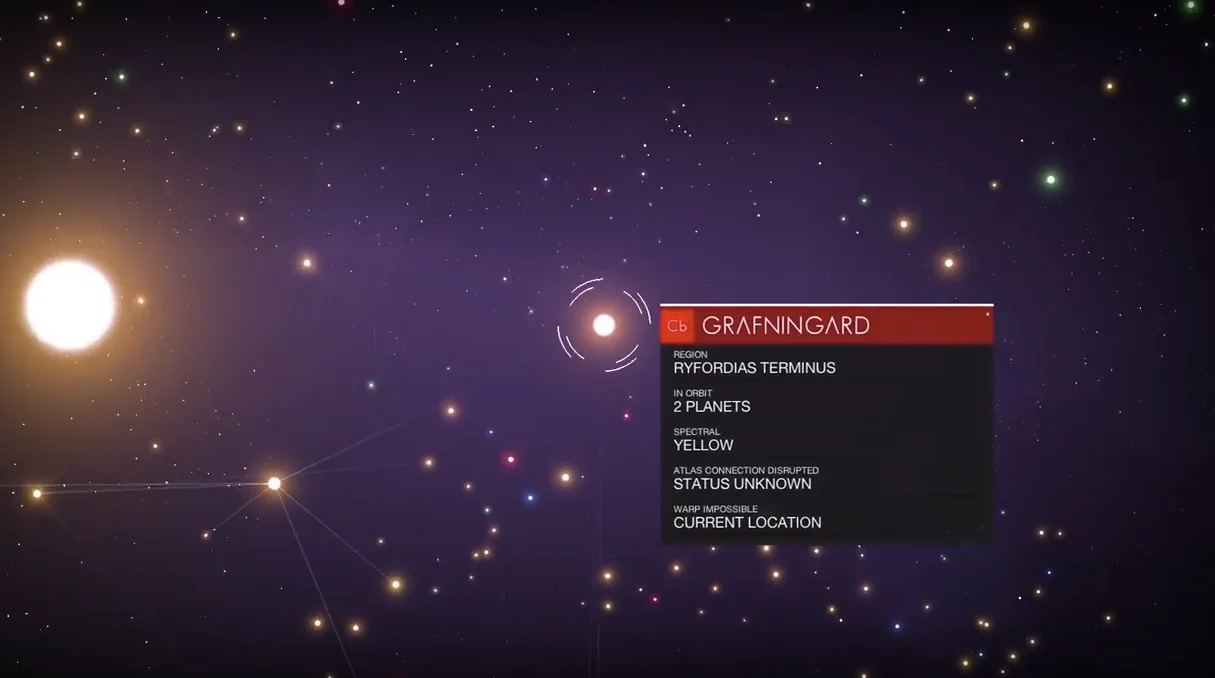 Cb GRAFNINGARD
REGION
RYFORDIAS TERMINUS
IN ORBIT
2 PLANETS
SPECTRAL
YELLOW
ATLAS CONNECTION DISRUPTED
STATUS UNKNOWN
WARP IMPOSSIBLE
CURRENT LOCATION